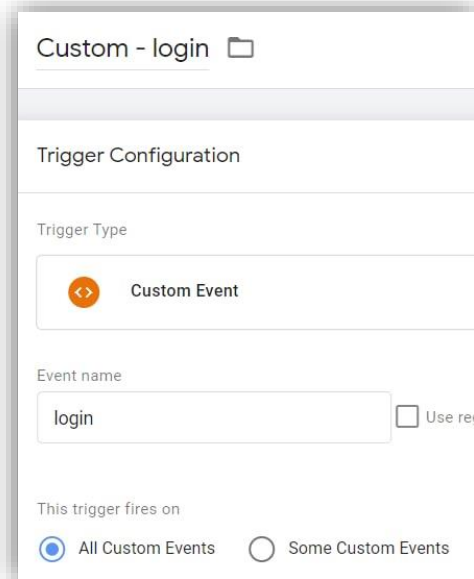 Custom - login
Trigger Configuration
Trigger Type
Custom Event
Event name
login
Use
This trigger fires on
All Custom Events
Some Custom Events